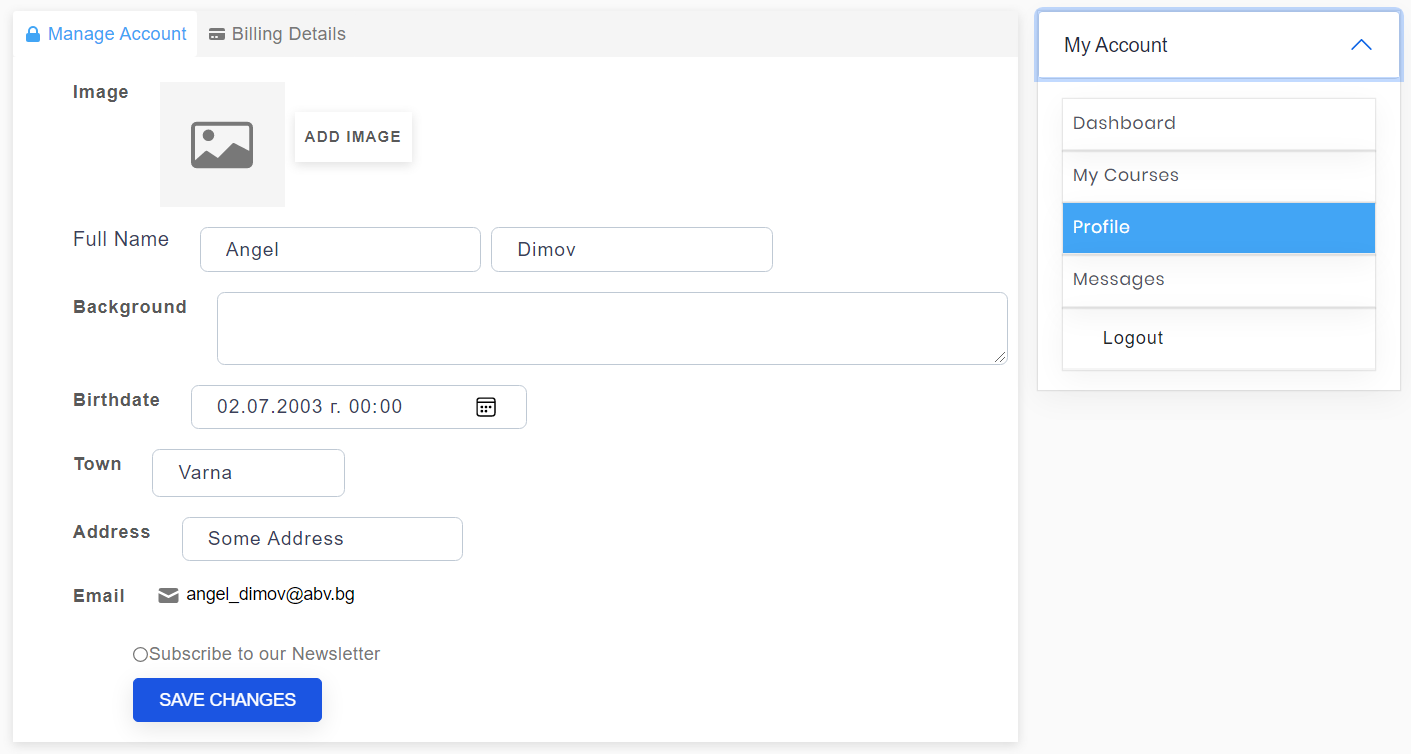 Manage Account
Billing Details
Image
ADD IMAGE
Full Name
Angel
Dimov
Background
Birthdate
02.07.2003 г. 00:00
Town
Varna
Address
Some Address
Email
angel_dimov@abv.bg
Subscribe to our Newsletter
SAVE CHANGES
My Account
Dashboard
My Courses
Profile
Messages
Logout